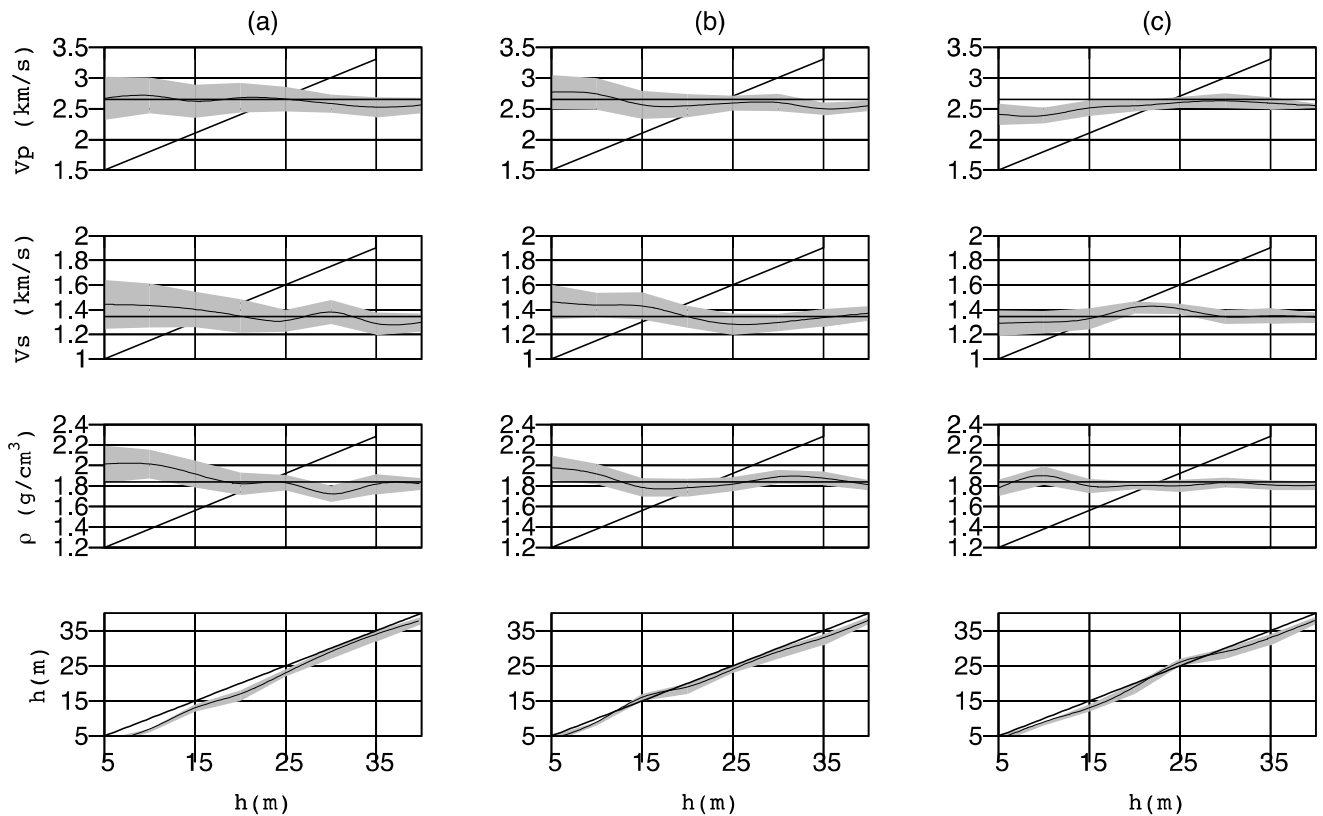 (a) (b) (c)
Vp (km/s)
3.5 3.5 3.5
3 3 3
2.5 2.5 2.5
2 2 2
1.5 1.5 1.5
Vs (km/s)
2 2 2
1.8 1.8 1.8
1.6 1.6 1.6
1.4 1.4 1.4
1.2 1.2 1.2
1 1 1
ρ (g/cm³)
2.4 2.4 2.4
2.2 2.2 2.2
2 2 2
1.8 1.8 1.8
1.6 1.6 1.6
1.4 1.4 1.4
1.2 1.2 1.2
h(m)
35 35 35
25 25 25
15 15 15
5 5 5
5 15 25 35 5 15 25 35 5 15 25 35
h(m) h(m) h(m)